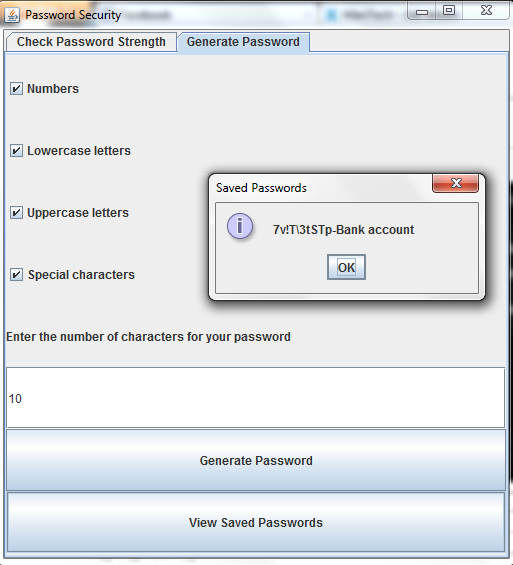 Password Security
Check Password Strength
Generate Password
Numbers
Lowercase letters
Uppercase letters
Special characters
Saved Passwords
7v!T\3tSTp-Bank account
OK
Enter the number of characters for your password
10
Generate Password
View Saved Passwords